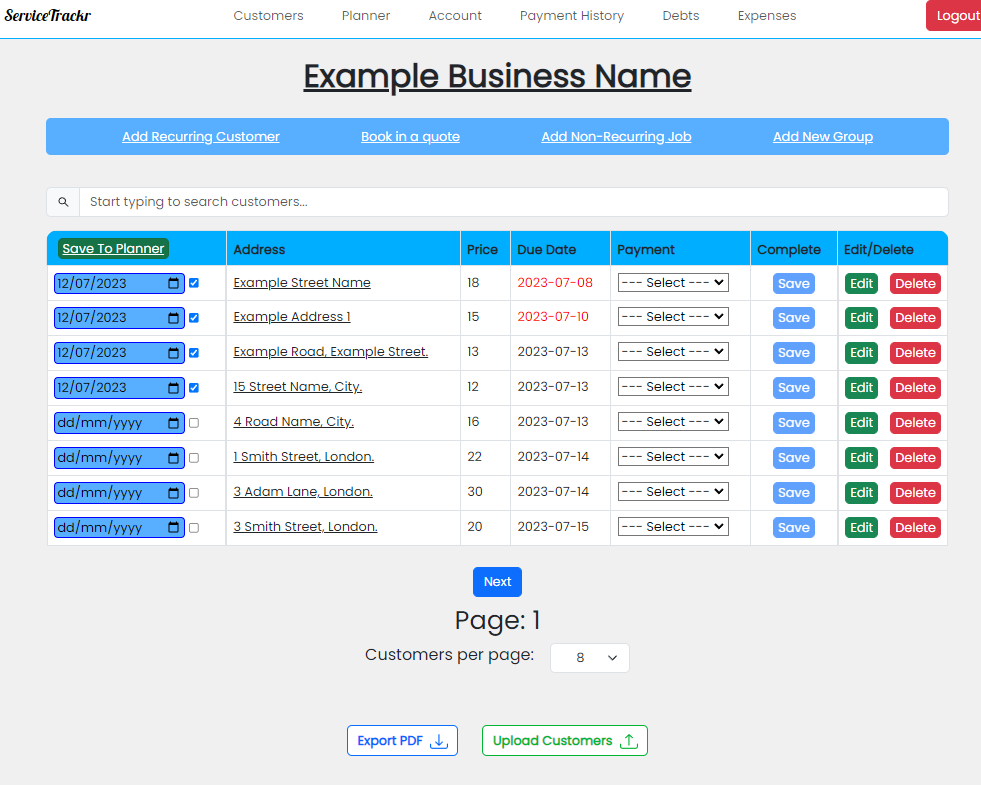 ServiceTrackr Customers Planner Account Payment History Debts Expenses Logout
Example Business Name
Add Recurring Customer Book in a quote Add Non-Recurring Job Add New Group
Start typing to search customers...
Save To Planner Address Price Due Date Payment Complete Edit/Delete
12/07/2023 Example Street Name 18 2023-07-08 --- Select --- Save Edit Delete
12/07/2023 Example Address 1 15 2023-07-10 --- Select --- Save Edit Delete
12/07/2023 Example Road, Example Street. 13 2023-07-13 --- Select --- Save Edit Delete
12/07/2023 15 Street Name, City. 12 2023-07-13 --- Select --- Save Edit Delete
dd/mm/yyyy 4 Road Name, City. 16 2023-07-13 --- Select --- Save Edit Delete
dd/mm/yyyy 1 Smith Street, London. 22 2023-07-14 --- Select --- Save Edit Delete
dd/mm/yyyy 3 Adam Lane, London. 30 2023-07-14 --- Select --- Save Edit Delete
dd/mm/yyyy 3 Smith Street, London. 20 2023-07-15 --- Select --- Save Edit Delete
Next
Page: 1
Customers per page: 8
Export PDF Upload Customers